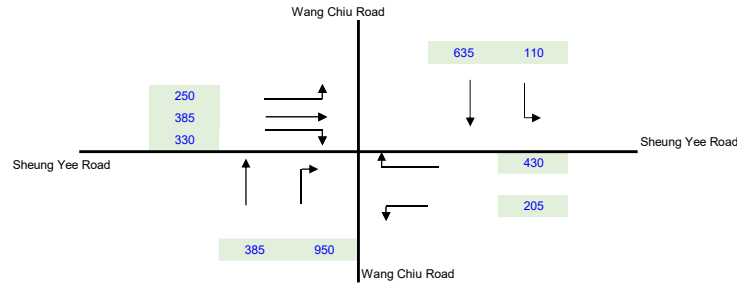 Wang Chiu Road
635 110
250
385
330
Sheung Yee Road
Sheung Yee Road
430
205
385 950
Wang Chiu Road